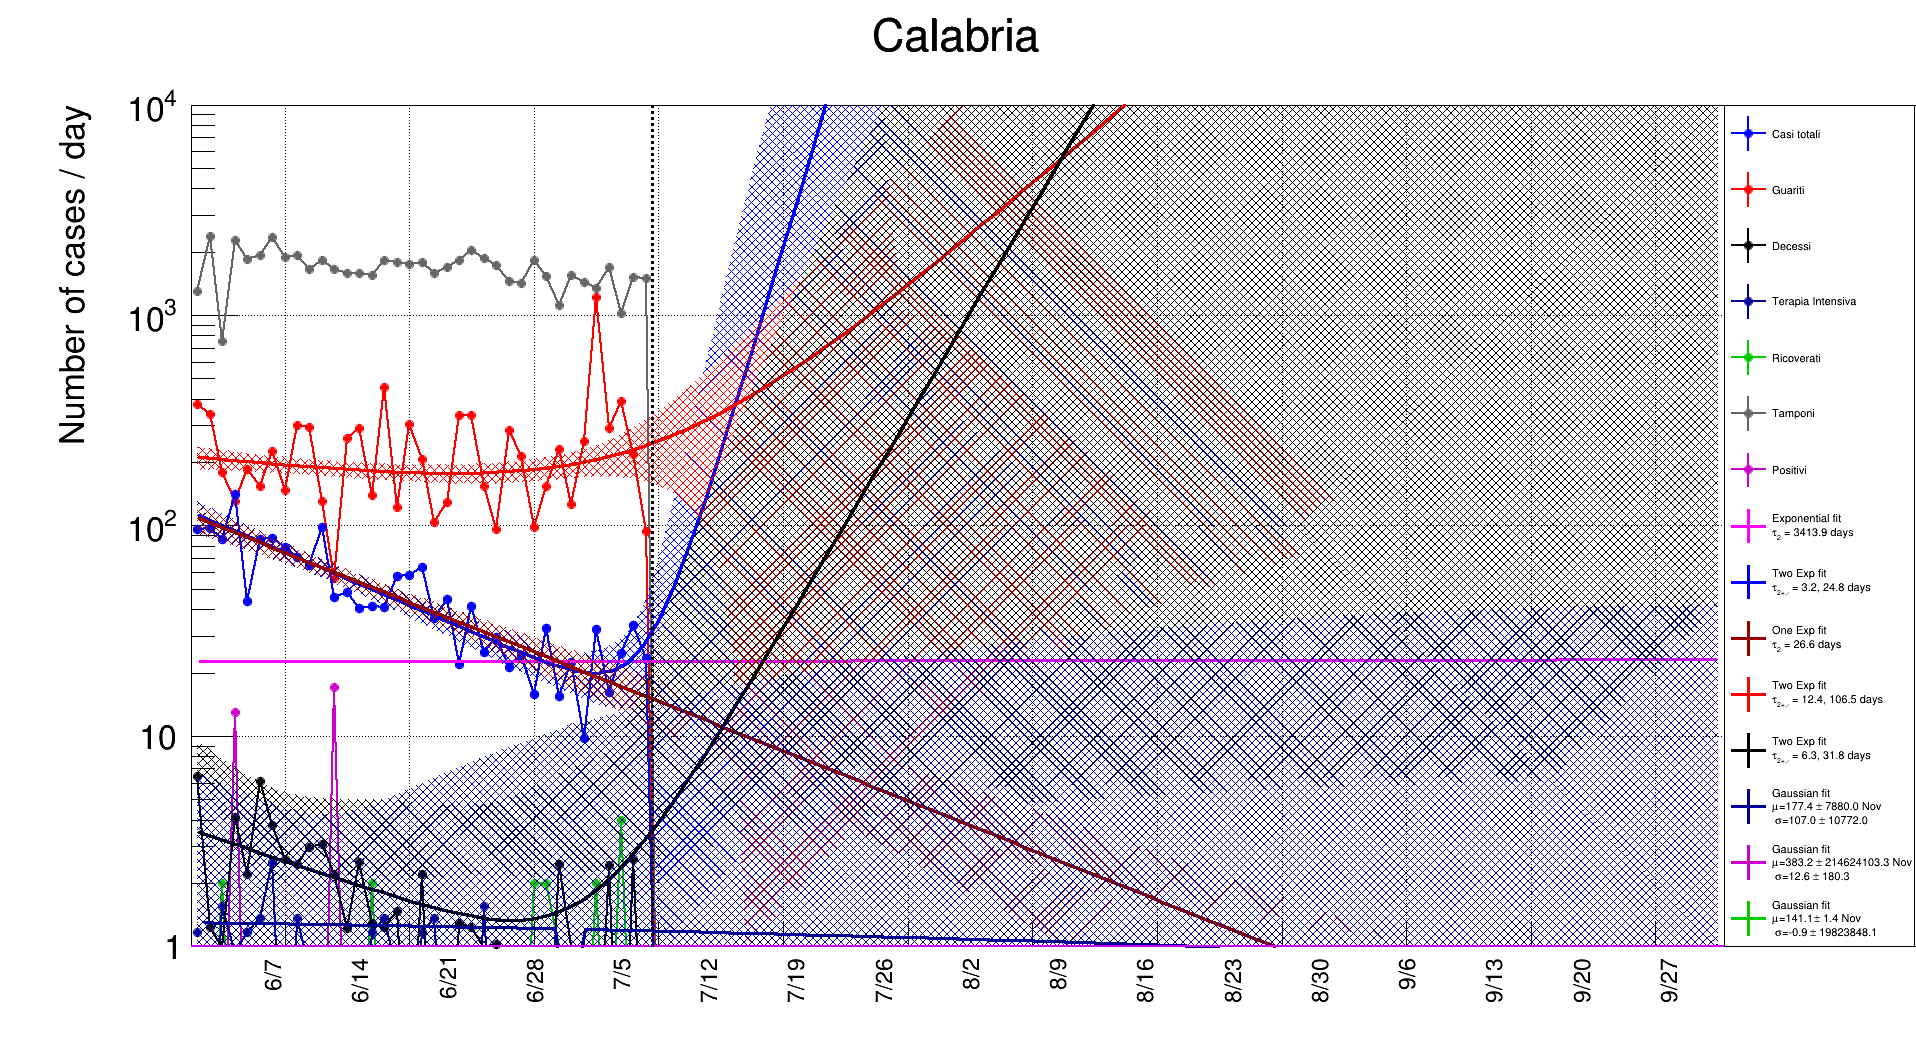 Calabria
Number of cases / day
10^4
10^3
10^2
10
1
6/7
6/14
6/21
6/28
7/5
7/12
7/19
7/26
8/2
8/9
8/16
8/23
8/30
9/6
9/13
9/20
9/27
Casi totali
Guariti
Decessi
Terapia Intensiva
Ricoverati
Tamponi
Positivi
Exponential fit
τ2 = 3413.9 days
Two Exp fit
τ2+,- = 3.2, 24.8 days
One Exp fit
τ2 = 26.6 days
Two Exp fit
τ2+,- = 12.4, 106.5 days
Two Exp fit
τ2+,- = 6.3, 31.8 days
Gaussian fit
μ=177.4 ± 7880.0 Nov
σ=107.0 ± 10772.0
Gaussian fit
μ=383.2 ± 214624103.3 Nov
σ=12.6 ± 180.3
Gaussian fit
μ=141.1 ± 1.4 Nov
σ=-0.9 ± 19823848.1